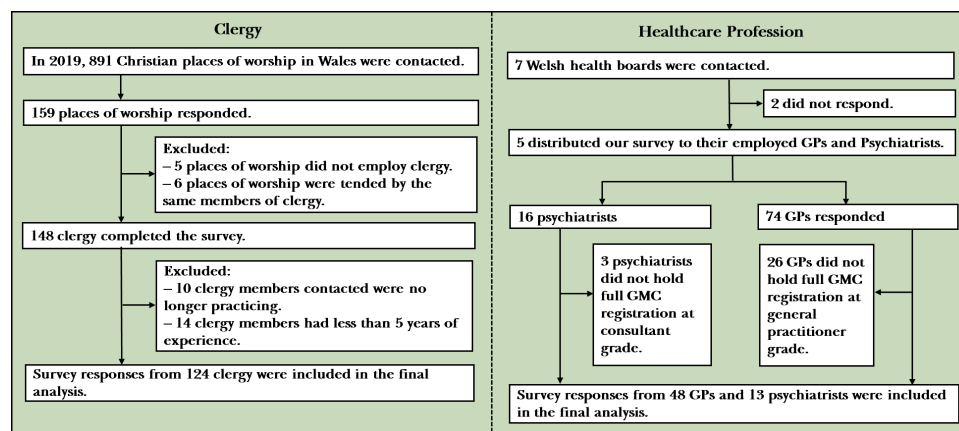 Clergy
In 2019, 891 Christian places of worship in Wales were contacted.
159 places of worship responded.
Excluded:
– 5 places of worship did not employ clergy.
– 6 places of worship were tended by the
same members of clergy.
148 clergy completed the survey.
Excluded:
– 10 clergy members contacted were no
longer practicing.
– 14 clergy members had less than 5 years of
experience.
Survey responses from 124 clergy were included in the final
analysis.
Healthcare Profession
7 Welsh health boards were contacted.
2 did not respond.
5 distributed our survey to their employed GPs and Psychiatrists.
16 psychiatrists
74 GPs responded
3 psychiatrists
did not hold
full GMC
registration at
consultant
grade.
26 GPs did not
hold full GMC
registration at
general
practitioner
grade.
Survey responses from 48 GPs and 13 psychiatrists were included
in the final analysis.